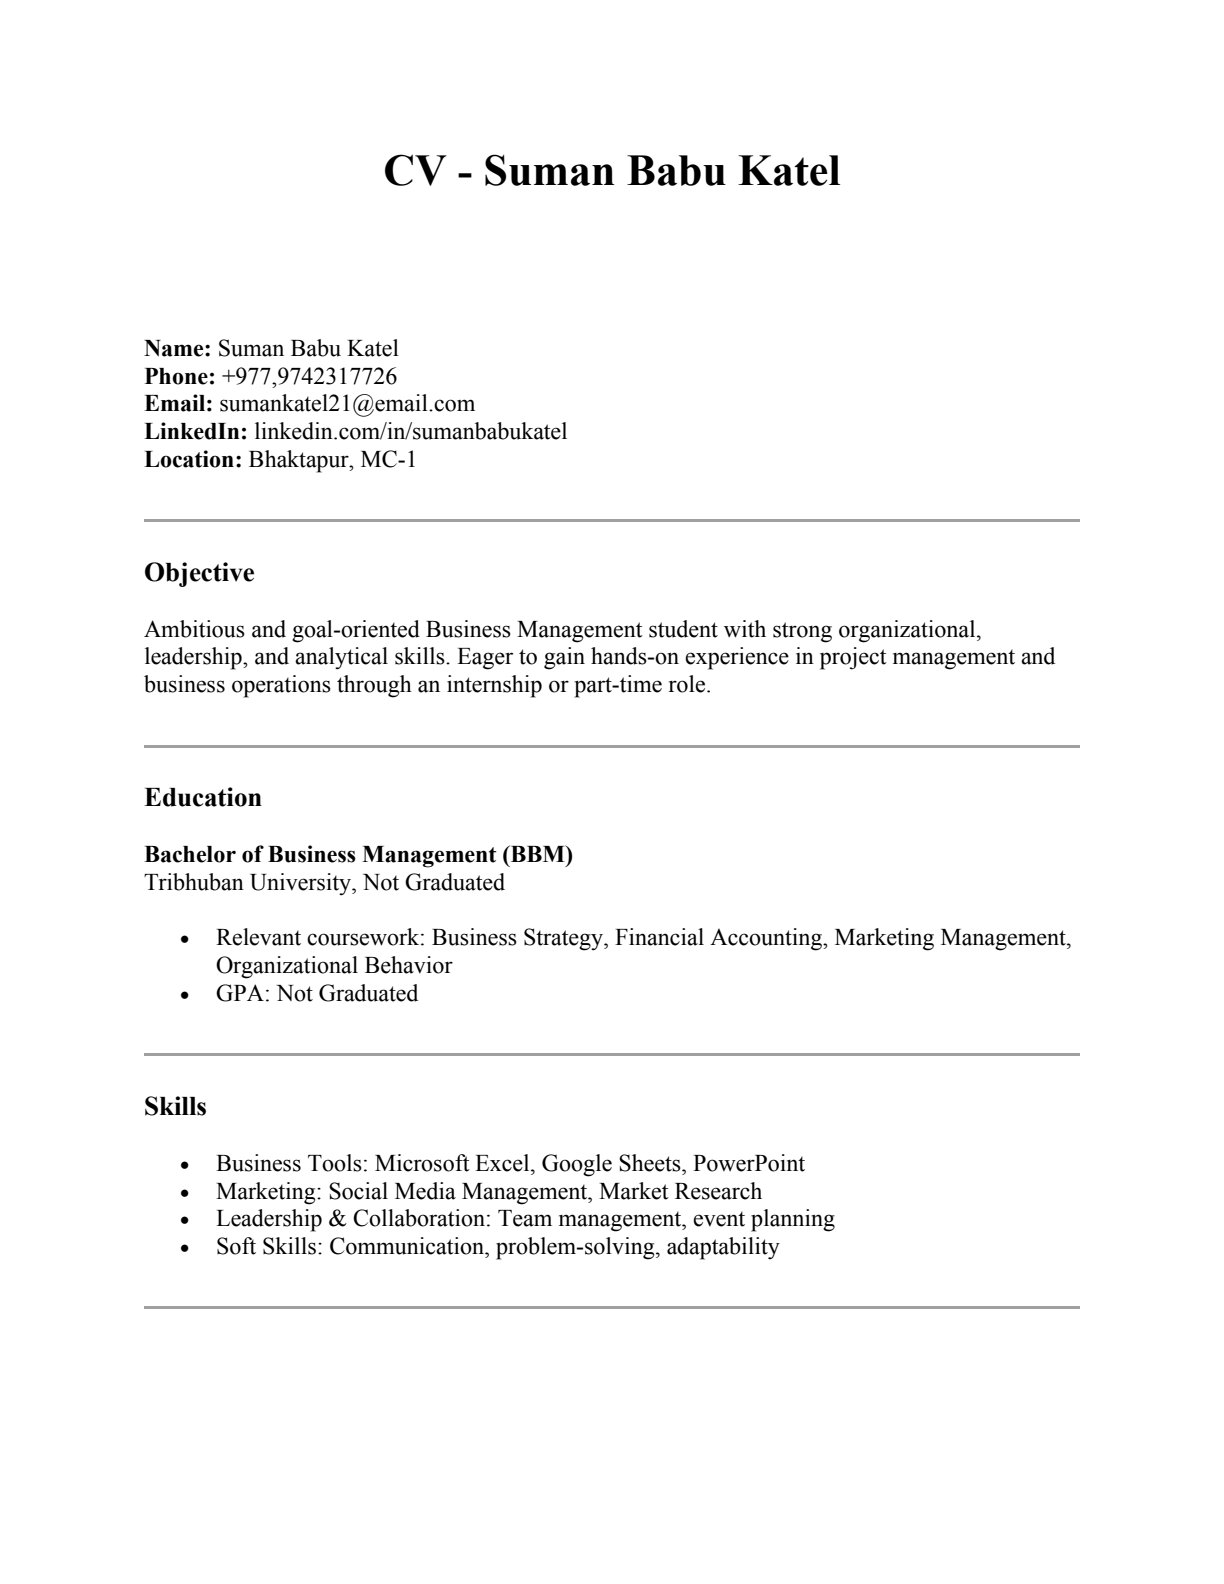 CV - Suman Babu Katel
Name: Suman Babu Katel
Phone: +977,9742317726
Email: sumankatel21@email.com
LinkedIn: linkedin.com/in/sumanbabukatel
Location: Bhaktapur, MC-1
Objective
Ambitious and goal-oriented Business Management student with strong organizational,
leadership, and analytical skills. Eager to gain hands-on experience in project management and
business operations through an internship or part-time role.
Education
Bachelor of Business Management (BBM)
Tribhuban University, Not Graduated
• Relevant coursework: Business Strategy, Financial Accounting, Marketing Management,
Organizational Behavior
• GPA: Not Graduated
Skills
• Business Tools: Microsoft Excel, Google Sheets, PowerPoint
• Marketing: Social Media Management, Market Research
• Leadership & Collaboration: Team management, event planning
• Soft Skills: Communication, problem-solving, adaptability